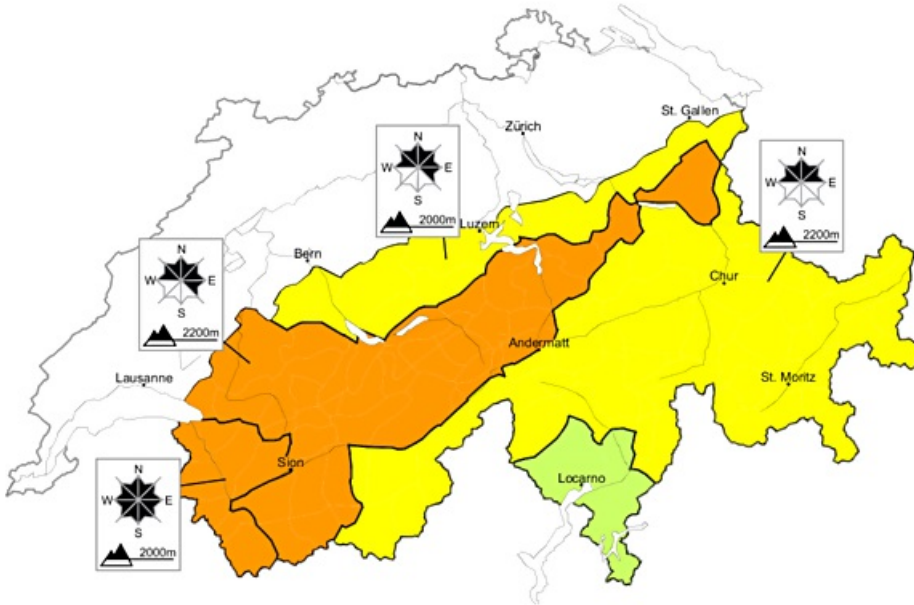 St. Gallen
Zürich
N
W E
S
2000m
N
W E
S
2200m
Luzern
Bern
N
W E
S
2200m
Chur
Andermatt
Lausanne
St. Moritz
Sion
Locarno
N
W E
S
2000m